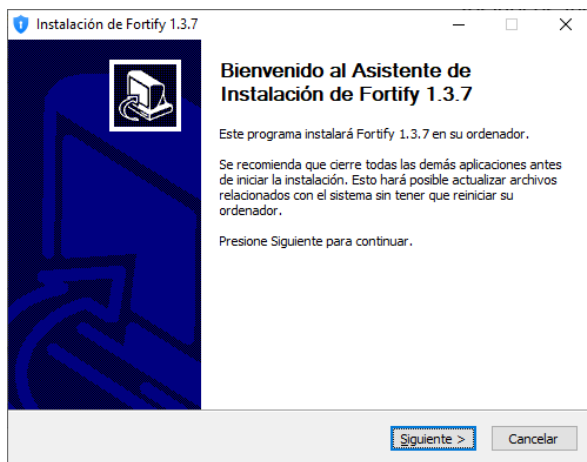 Instalación de Fortify 1.3.7
Bienvenido al Asistente de
Instalación de Fortify 1.3.7
Este programa instalará Fortify 1.3.7 en su ordenador.
Se recomienda que cierre todas las demás aplicaciones antes
de iniciar la instalación. Esto hará posible actualizar archivos
relacionados con el sistema sin tener que reiniciar su
ordenador.
Presione Siguiente para continuar.
Siguiente >
Cancelar